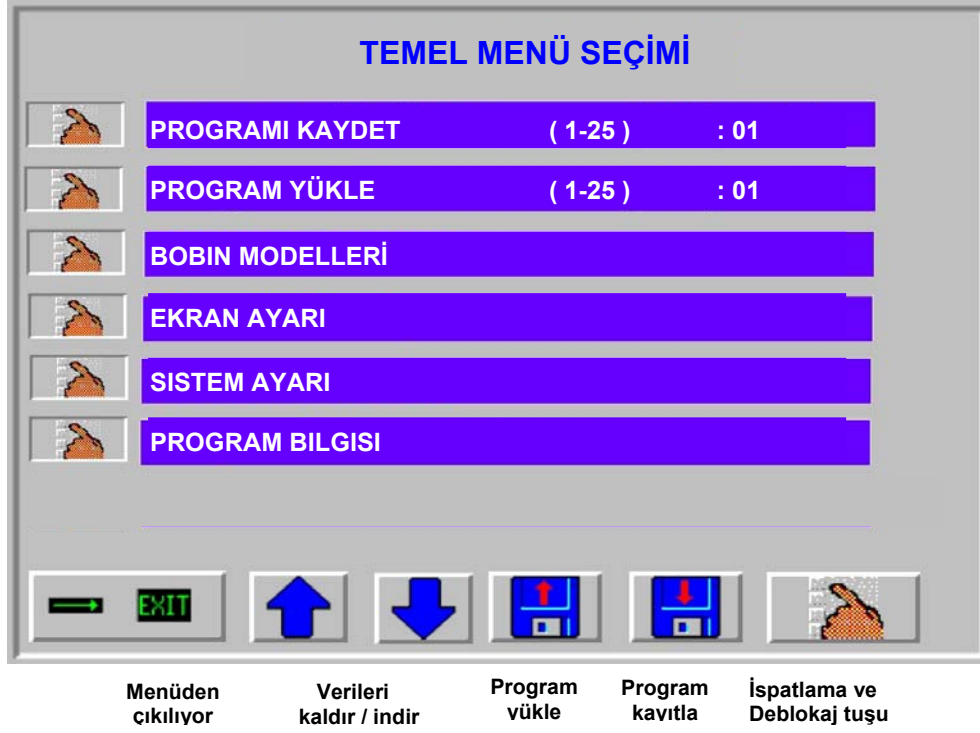 TEMEL MENÜ SEÇİMİ
PROGRAMI KAYDET ( 1-25 ) : 01
PROGRAM YÜKLE ( 1-25 ) : 01
BOBIN MODELLERİ
EKRAN AYARI
SISTEM AYARI
PROGRAM BILGISI
EXIT
Menüden çıkılıyor
Verileri kaldır / indir
Program yükle
Program kayıtla
İspatlama ve Deblokaj tuşu